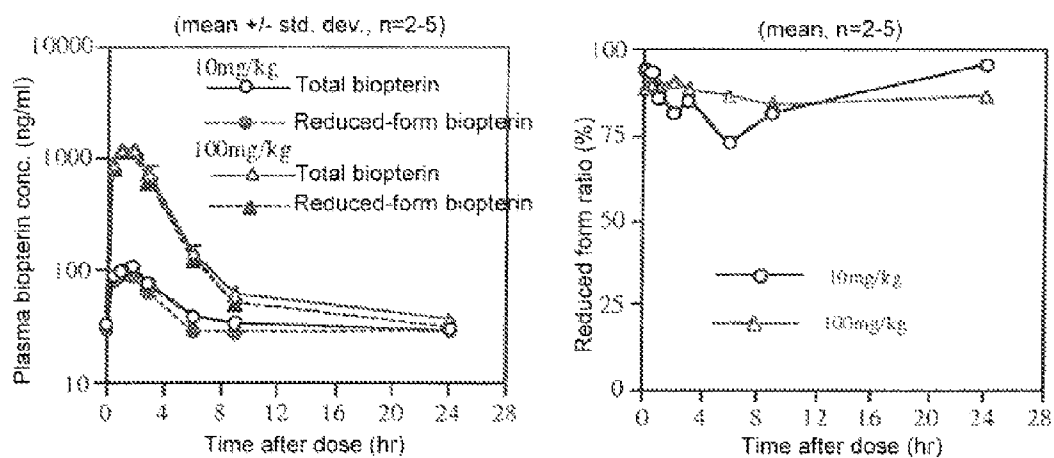 (mean +/- std. dev., n=2-5)
10000
1000
100
10
Plasma biopterin conc. (ng/ml)
10mg/kg
Total biopterin
Reduced-form biopterin
100mg/kg
Total biopterin
Reduced-form biopterin
0 4 8 12 16 20 24 28
Time after dose (hr)
(mean, n=2-5)
100
75
50
25
0
Reduced form ratio (%)
10mg/kg
100mg/kg
0 4 8 12 16 20 24 28
Time after dose (hr)